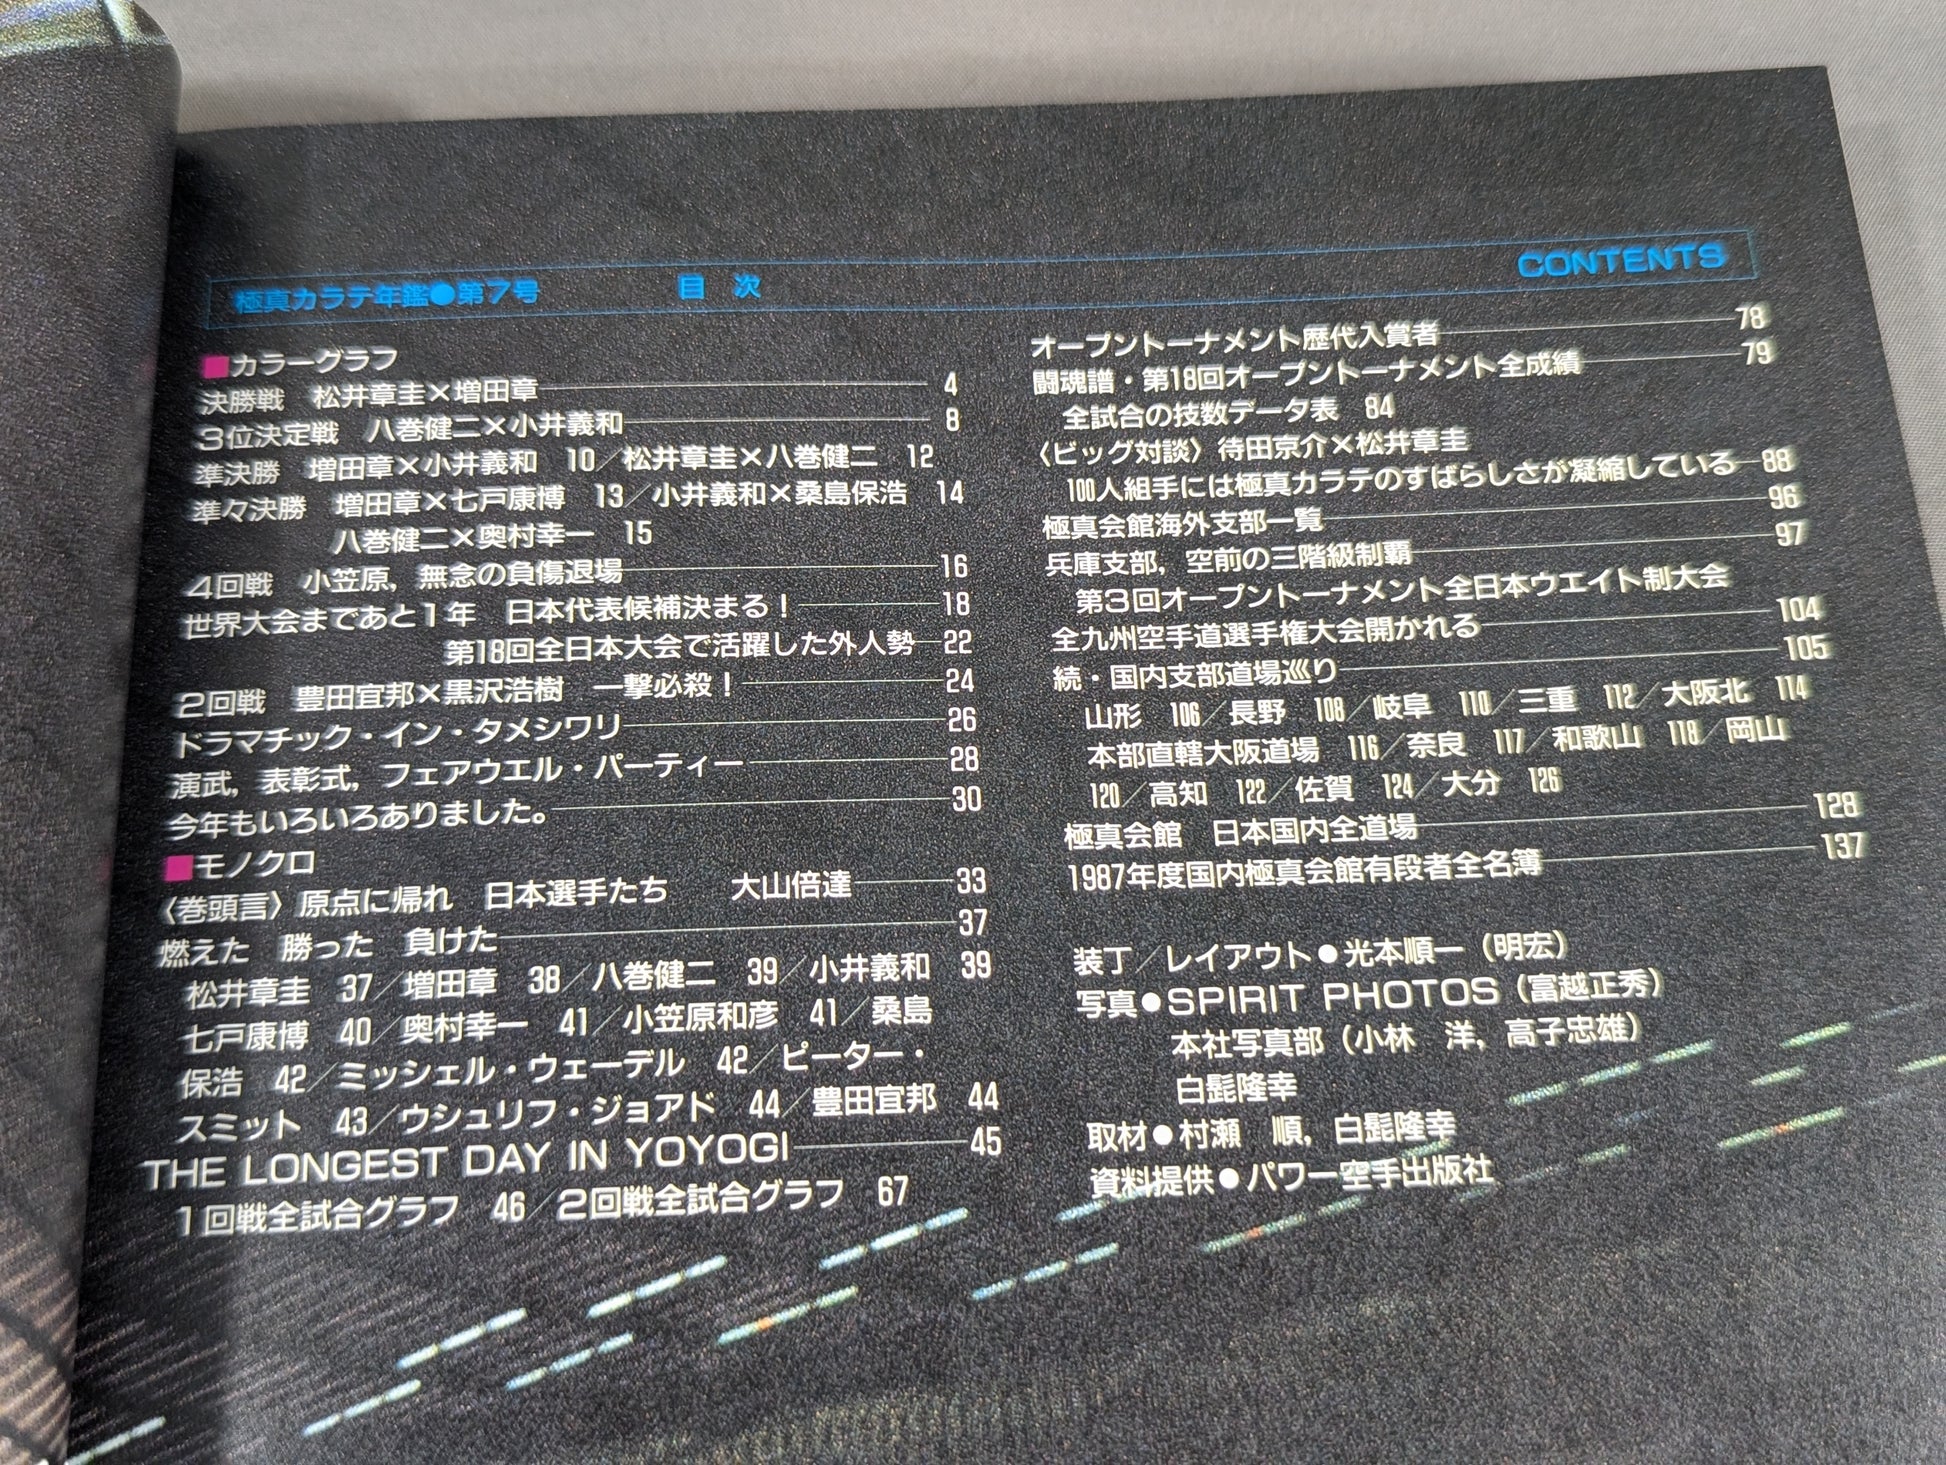 極真カラテ年鑑●第7号　目 次　CONTENTS
■カラーグラフ
決勝戦　松井章圭×増田章 4
3位決定戦　八巻健二×小井義和 8
準決勝　増田章×小井義和　10／松井章圭×八巻健二　12
準々決勝　増田章×七戸康博　13／小井義和×桑島保浩　14
八巻健二×奥村幸一　15
4回戦　小笠原，無念の負傷退場 16
世界大会まであと1年　日本代表候補決まる！ 18
第18回全日本大会で活躍した外人勢 22
2回戦　豊田宜邦×黒沢浩樹　一撃必殺！ 24
ドラマチック・イン・タメシワリ 26
演武，表彰式，フェアウエル・パーティー 28
今年もいろいろありました。 30
■モノクロ
〈巻頭言〉原点に帰れ　日本選手たち　大山倍達 33
燃えた　勝った　負けた 37
松井章圭　37／増田章　38／八巻健二　39／小井義和　39
七戸康博　40／奥村幸一　41／小笠原和彦　41／桑島
保浩　42／ミッシェル・ウェーデル　42／ピーター・
スミット　43／ウシュリフ・ジョアド　44／豊田宜邦　44
THE LONGEST DAY IN YOYOGI 45
1回戦全試合グラフ　46／2回戦全試合グラフ　67
オープントーナメント歴代入賞者 78
闘魂譜・第18回オープントーナメント全成績 79
全試合の技数データ表　84
〈ビッグ対談〉待田京介×松井章圭
100人組手には極真カラテのすばらしさが凝縮している 88
極真会館海外支部一覧 96
兵庫支部，空前の三階級制覇 97
第3回オープントーナメント全日本ウエイト制大会
全九州空手道選手権大会開かれる 104
続・国内支部道場巡り 105
山形　106／長野　108／岐阜　110／三重　112／大阪北　114
本部直轄大阪道場　116／奈良　117／和歌山　118／岡山
120／高知　122／佐賀　124／大分　126
極真会館　日本国内全道場 128
1987年度国内極真会館有段者全名簿 137
装丁／レイアウト●光本順一（明宏）
写真●SPIRIT PHOTOS（富越正秀）
本社写真部（小林　洋，高子忠雄）
白髭隆幸
取材●村瀬　順，白髭隆幸
資料提供●パワー空手出版社